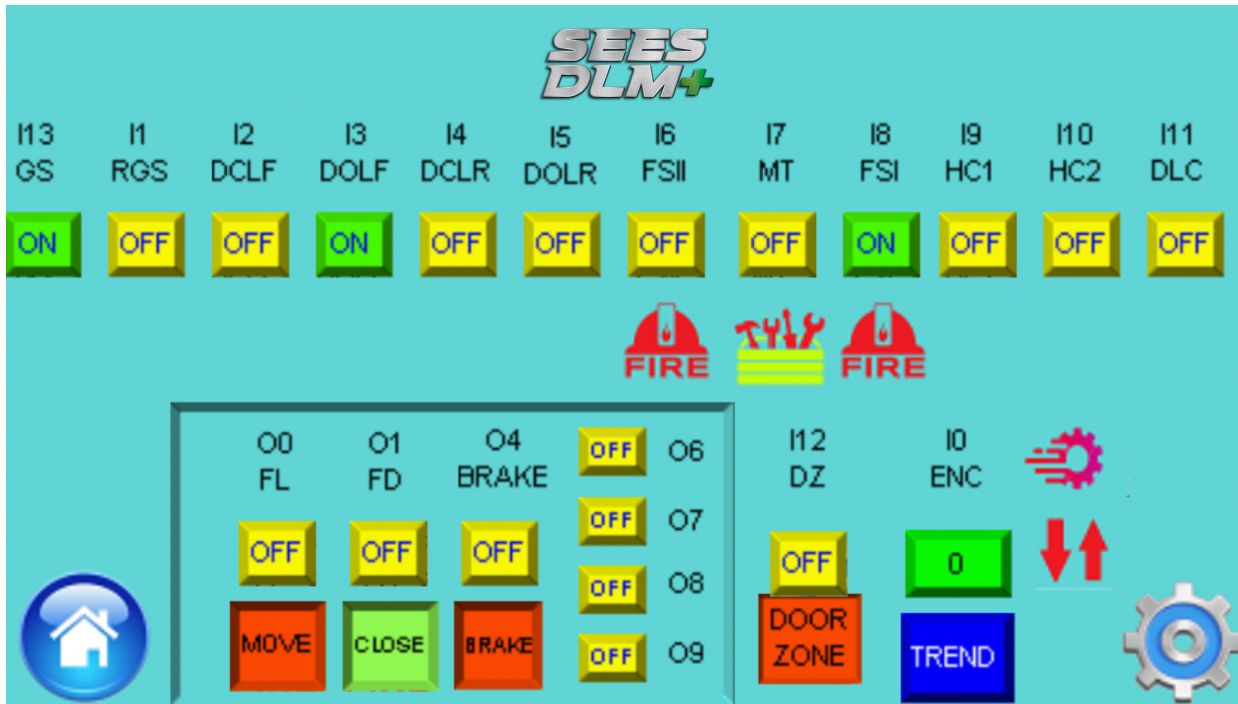 SEES
DLM+
I13 I1 I2 I3 I4 I5 I6 I7 I8 I9 I10 I11
GS RGS DCLF DOLF DCLR DOLR FSII MT FSI HC1 HC2 DLC
ON OFF OFF ON OFF OFF OFF OFF ON OFF OFF OFF
FIRE FIRE
O0 O1 O4 OFF O6 I12 I0
FL FD BRAKE DZ ENC
OFF O7
OFF OFF OFF OFF 0
OFF O8
MOVE CLOSE BRAKE DOOR
ZONE TREND
OFF O9